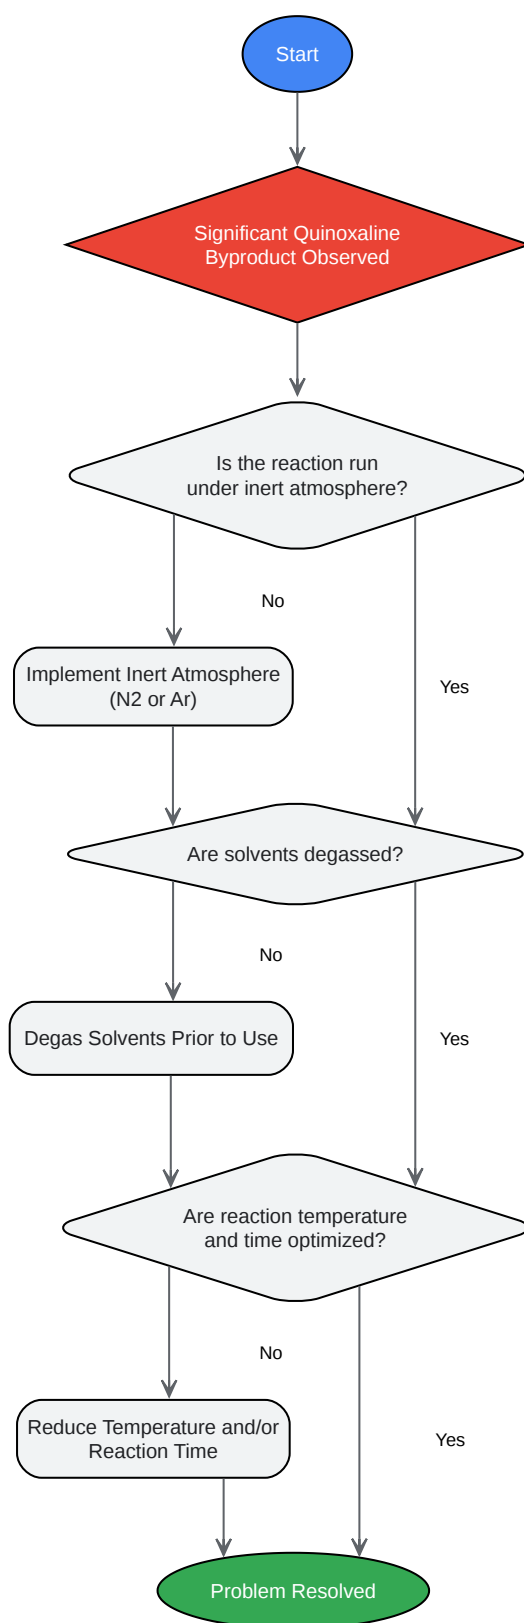 Start
Significant Quinoxaline
Byproduct Observed
Is the reaction run
under inert atmosphere?
No
Implement Inert Atmosphere
(N2 or Ar)
Yes
Are solvents degassed?
No
Degas Solvents Prior to Use
Yes
Are reaction temperature
and time optimized?
No
Reduce Temperature and/or
Reaction Time
Yes
Problem Resolved